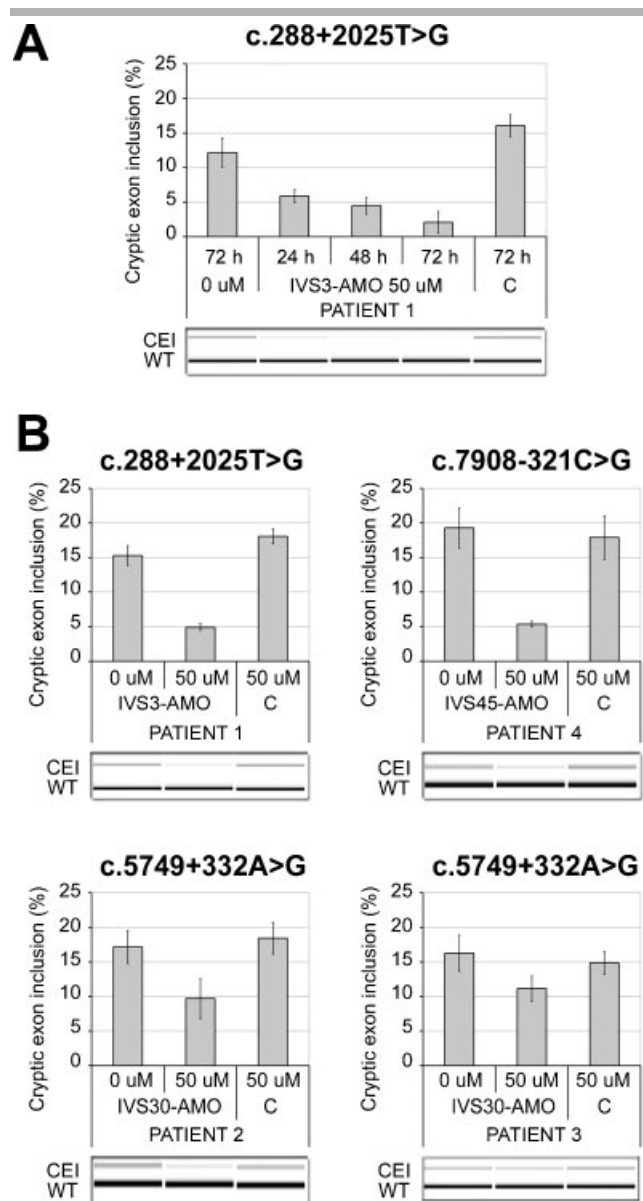 A
c.288+2025T>G
Cryptic exon inclusion (%)
25
20
15
10
5
0
72 h 24 h 48 h 72 h 72 h
0 uM IVS3-AMO 50 uM C
PATIENT 1
CEI
WT
B
c.288+2025T>G
Cryptic exon inclusion (%)
25
20
15
10
5
0
0 uM 50 uM 50 uM
IVS3-AMO C
PATIENT 1
CEI
WT
c.7908-321C>G
Cryptic exon inclusion (%)
25
20
15
10
5
0
0 uM 50 uM 50 uM
IVS45-AMO C
PATIENT 4
CEI
WT
c.5749+332A>G
Cryptic exon inclusion (%)
25
20
15
10
5
0
0 uM 50 uM 50 uM
IVS30-AMO C
PATIENT 2
CEI
WT
c.5749+332A>G
Cryptic exon inclusion (%)
25
20
15
10
5
0
0 uM 50 uM 50 uM
IVS30-AMO C
PATIENT 3
CEI
WT